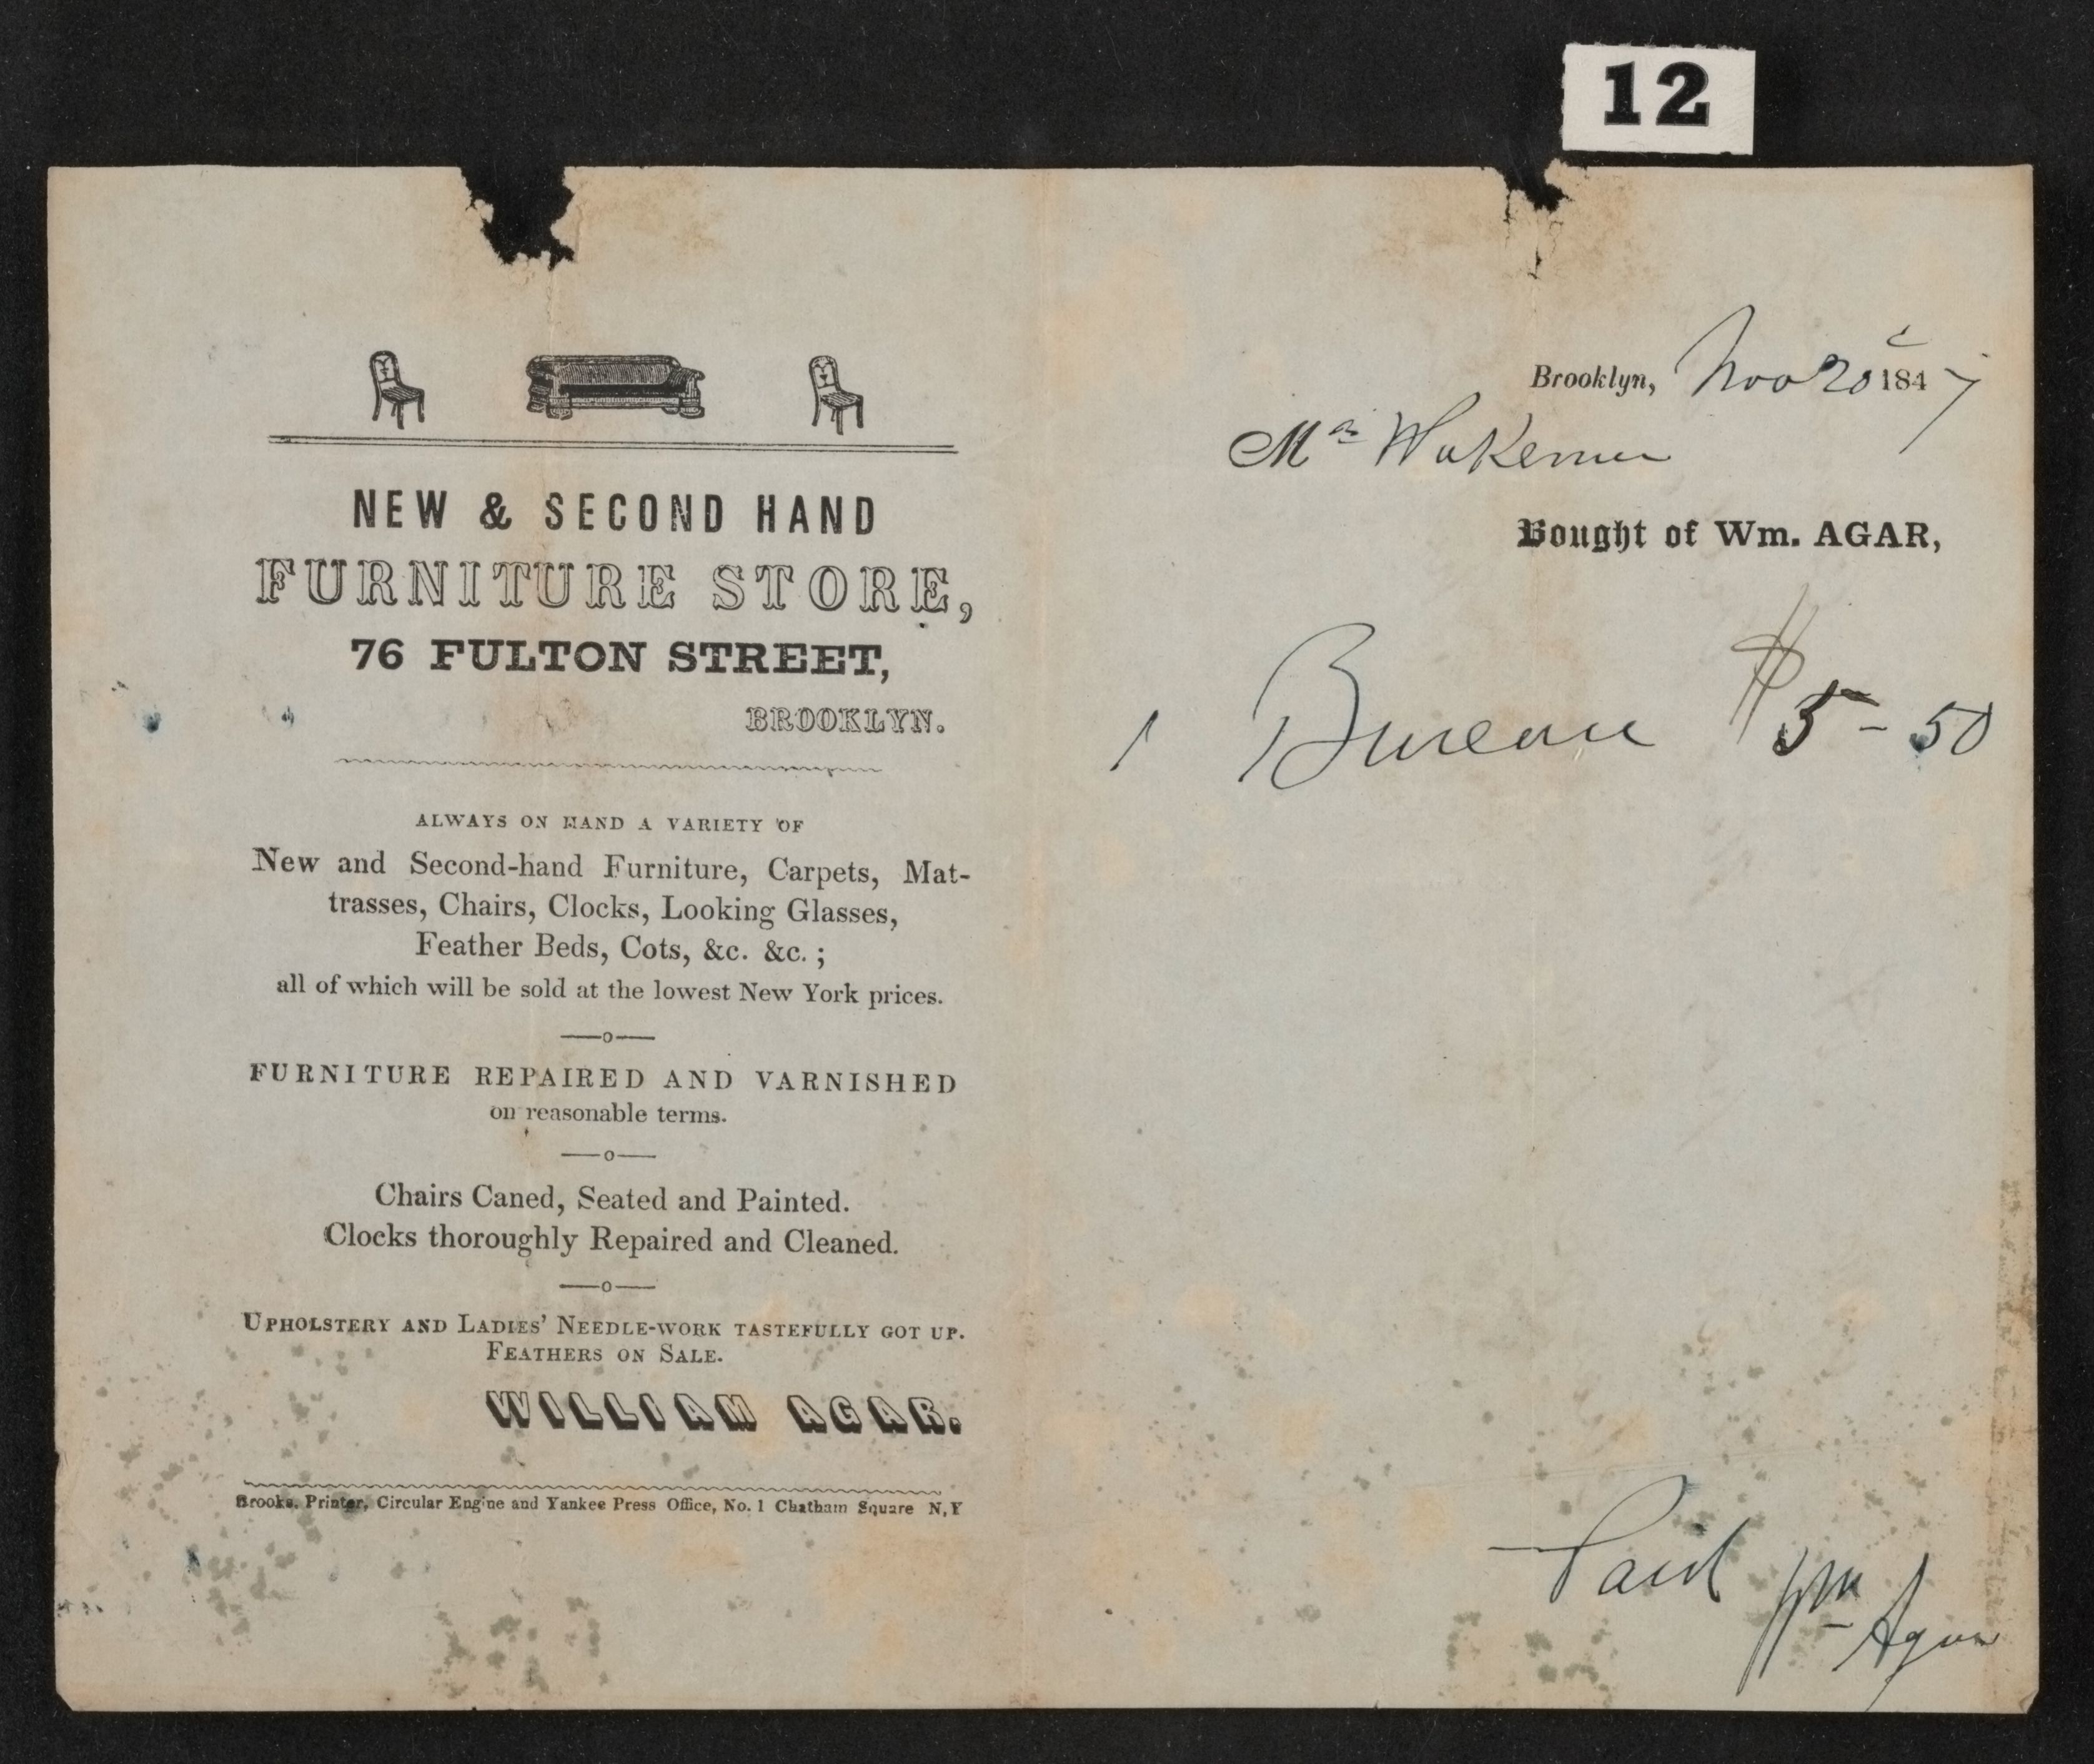 12
NEW & SECOND HAND
FURNITURE STORE,
76 FULTON STREET,
BROOKLYN.
ALWAYS ON HAND A VARIETY OF
New and Second-hand Furniture, Carpets, Mat-
trasses, Chairs, Clocks, Looking Glasses,
Feather Beds, Cots, &c. &c. ;
all of which will be sold at the lowest New York prices.
FURNITURE REPAIRED AND VARNISHED
on reasonable terms.
Chairs Caned, Seated and Painted.
Clocks thoroughly Repaired and Cleaned.
UPHOLSTERY AND LADIES' NEEDLE-WORK TASTEFULLY GOT UP.
FEATHERS ON SALE.
WILLIAM AGAR.
Brooks, Printer, Circular Engine and Yankee Press Office, No. 1 Chatham Square N,Y
Brooklyn, Nov 20 1847
Bought of Wm. AGAR,
1 Bureau $5-50
Paid
Wm Agar